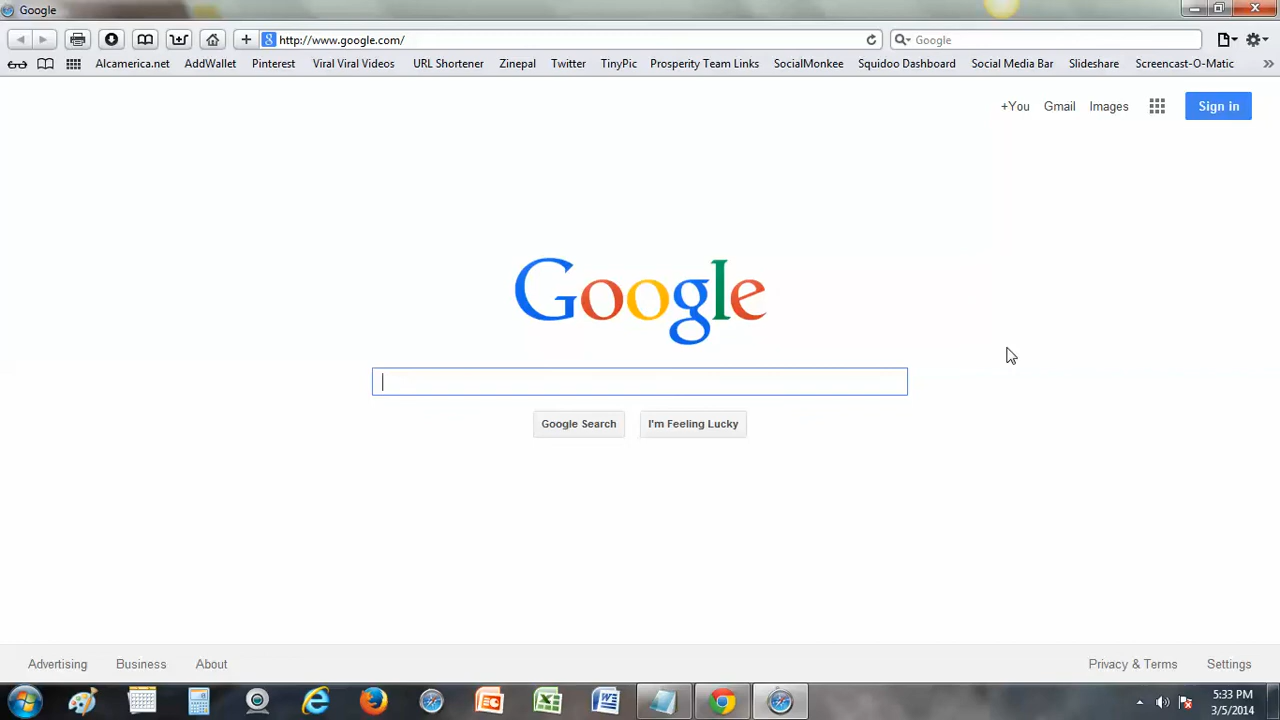 Google
http://www.google.com/
Google
Alcamerica.net AddWallet Pinterest Viral Viral Videos URL Shortener Zinepal Twitter TinyPic Prosperity Team Links SocialMonkee Squidoo Dashboard Social Media Bar Slideshare Screencast-O-Matic
+You Gmail Images Sign in
Google
Google Search I'm Feeling Lucky
Advertising Business About Privacy & Terms Settings
5:33 PM
3/5/2014